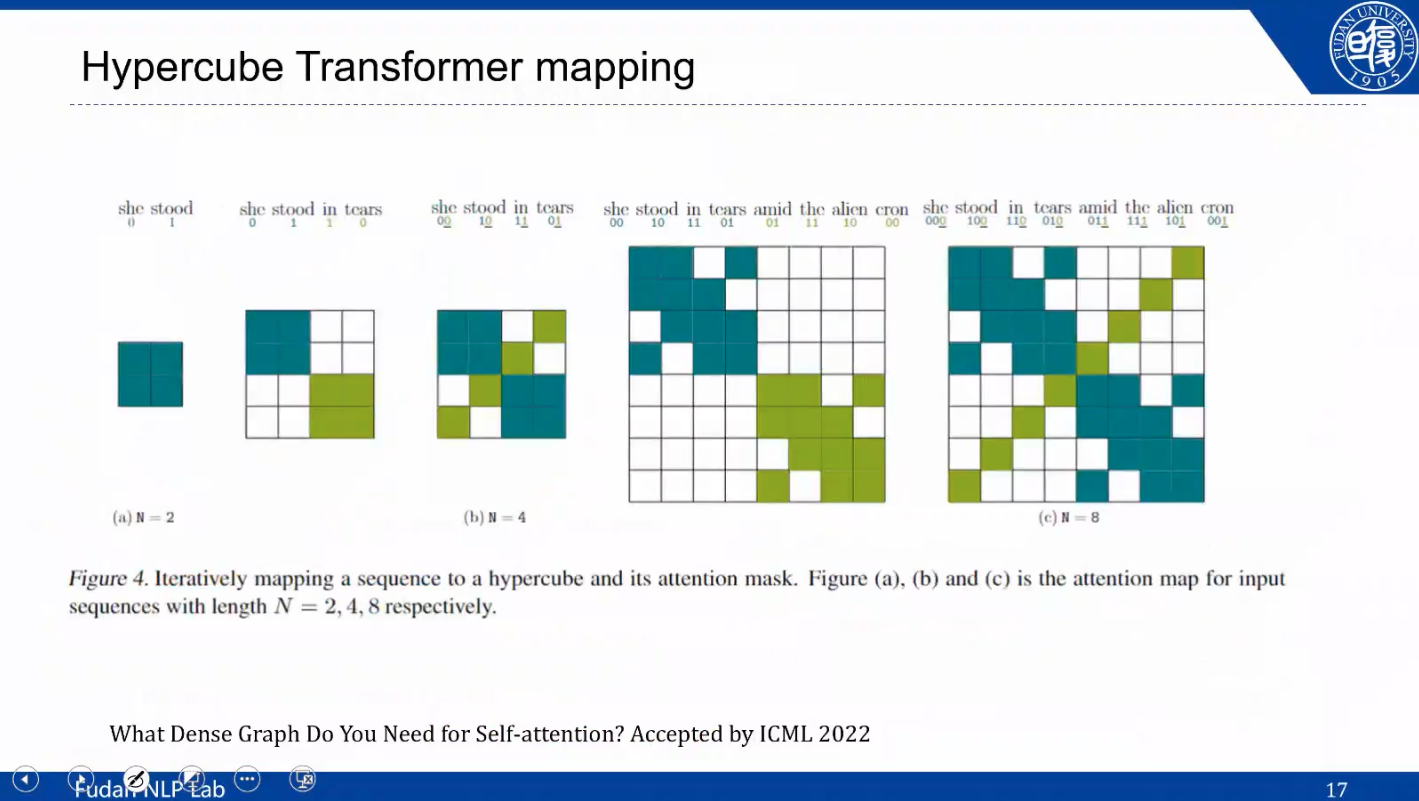 FUDAN UNIVERSITY
1905
Hypercube Transformer mapping
she stood
0 1
she stood in tears
0 1 1 0
she stood in tears
00 10 11 01
she stood in tears amid the alien cron
00 10 11 01 01 11 10 00
she stood in tears amid the alien cron
000 100 110 010 011 111 101 001
(a) N = 2
(b) N = 4
(c) N = 8
Figure 4. Iteratively mapping a sequence to a hypercube and its attention mask. Figure (a), (b) and (c) is the attention map for input
sequences with length N = 2, 4, 8 respectively.
What Dense Graph Do You Need for Self-attention? Accepted by ICML 2022
Fudan NLP Lab
17